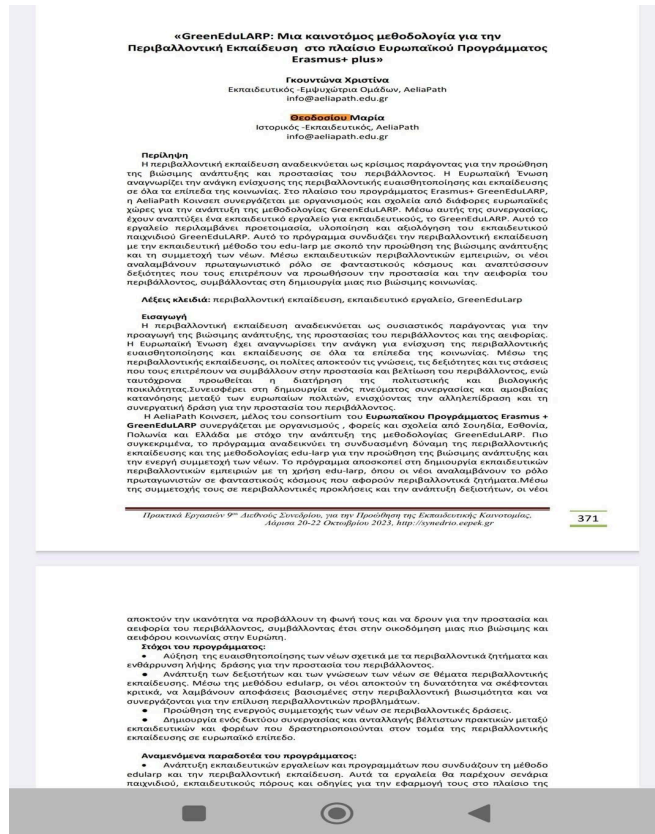 «GreenEduLARP: Μια καινοτόμος μεθοδολογία για την
Περιβαλλοντική Εκπαίδευση στο πλαίσιο Ευρωπαϊκού Προγράμματος
Erasmus+ plus»
Γκουντώνα Χριστίνα
Εκπαιδευτικός -Εμψυχώτρια Ομάδων, AeliaPath
info@aeliapath.edu.gr
Θεοδοσίου Μαρία
Ιστορικός -Εκπαιδευτικός, AeliaPath
info@aeliapath.edu.gr
Περίληψη
Η περιβαλλοντική εκπαίδευση αναδεικνύεται ως κρίσιμος παράγοντας για την προώθηση
της βιώσιμης ανάπτυξης και προστασίας του περιβάλλοντος. Η Ευρωπαϊκή Ένωση
αναγνωρίζει την ανάγκη ενίσχυσης της περιβαλλοντικής ευαισθητοποίησης και εκπαίδευσης
σε όλα τα επίπεδα της κοινωνίας. Στο πλαίσιο του προγράμματος Erasmus+ GreenEduLARP,
η AeliaPath Κοινσεπ συνεργάζεται με οργανισμούς και σχολεία από διάφορες ευρωπαϊκές
χώρες για την ανάπτυξη της μεθοδολογίας GreenEduLARP. Μέσω αυτής της συνεργασίας,
έχουν αναπτύξει ένα εκπαιδευτικό εργαλείο για εκπαιδευτικούς, το GreenEduLARP. Αυτό το
εργαλείο περιλαμβάνει προετοιμασία, υλοποίηση και αξιολόγηση του εκπαιδευτικού
παιχνιδιού GreenEduLARP. Αυτό το πρόγραμμα συνδυάζει την περιβαλλοντική εκπαίδευση
με την εκπαιδευτική μέθοδο του edu-larp με σκοπό την προώθηση της βιώσιμης ανάπτυξης
και τη συμμετοχή των νέων. Μέσω εκπαιδευτικών περιβαλλοντικών εμπειριών, οι νέοι
αναλαμβάνουν πρωταγωνιστικό ρόλο σε φανταστικούς κόσμους και αναπτύσσουν
δεξιότητες που τους επιτρέπουν να προωθήσουν την προστασία και την αειφορία του
περιβάλλοντος, συμβάλλοντας στη δημιουργία μιας πιο βιώσιμης κοινωνίας.
Λέξεις κλειδιά: περιβαλλοντική εκπαίδευση, εκπαιδευτικό εργαλείο, GreenEduLarp
Εισαγωγή
Η περιβαλλοντική εκπαίδευση αναδεικνύεται ως ουσιαστικός παράγοντας για την
προαγωγή της βιώσιμης ανάπτυξης, της προστασίας του περιβάλλοντος και της αειφορίας.
Η Ευρωπαϊκή Ένωση έχει αναγνωρίσει την ανάγκη για ενίσχυση της περιβαλλοντικής
ευαισθητοποίησης και εκπαίδευσης σε όλα τα επίπεδα της κοινωνίας. Μέσω της
περιβαλλοντικής εκπαίδευσης, οι πολίτες αποκτούν τις γνώσεις, τις δεξιότητες και τις στάσεις
που τους επιτρέπουν να συμβάλλουν στην προστασία και βελτίωση του περιβάλλοντος, ενώ
ταυτόχρονα προωθείται η διατήρηση της πολιτιστικής και βιολογικής
ποικιλότητας.Συνεισφέρει στη δημιουργία ενός πνεύματος συνεργασίας και αμοιβαίας
κατανόησης μεταξύ των ευρωπαίων πολιτών, ενισχύοντας την αλληλεπίδραση και τη
συνεργατική δράση για την προστασία του περιβάλλοντος.
Η AeliaPath Κοινσεπ, μέλος του consortium του Ευρωπαικου Προγράμματος Erasmus +
GreenEduLARP συνεργάζεται με οργανισμούς , φορείς και σχολεία από Σουηδία, Εσθονία,
Πολωνία και Ελλάδα με στόχο την ανάπτυξη της μεθοδολογίας GreenEduLARP. Πιο
συγκεκριμένα, το πρόγραμμα αναδεικνύει τη συνδυασμένη δύναμη της περιβαλλοντικής
εκπαίδευσης και της μεθοδολογίας edu-larp για την προώθηση της βιώσιμης ανάπτυξης και
την ενεργή συμμετοχή των νέων. Το πρόγραμμα αποσκοπεί στη δημιουργία εκπαιδευτικών
περιβαλλοντικών εμπειριών με τη χρήση edu-larp, όπου οι νέοι αναλαμβάνουν το ρόλο
πρωταγωνιστών σε φανταστικούς κόσμους που αφορούν περιβαλλοντικά ζητήματα.Μέσω
της συμμετοχής τους σε περιβαλλοντικές προκλήσεις και την ανάπτυξη δεξιοτήτων, οι νέοι
Πρακτικά Εργασιών 9ου Διεθνούς Συνεδρίου, για την Προώθηση της Εκπαιδευτικής Καινοτομίας,
Λάρισα 20-22 Οκτωβρίου 2023, http://synedrio.eepek.gr
371
αποκτούν την ικανότητα να προβάλλουν τη φωνή τους και να δρουν για την προστασία και
αειφορία του περιβάλλοντος, συμβάλλοντας έτσι στην οικοδόμηση μιας πιο βιώσιμης και
αειφόρου κοινωνίας στην Ευρώπη.
Στόχοι του προγράμματος:
● Αύξηση της ευαισθητοποίησης των νέων σχετικά με τα περιβαλλοντικά ζητήματα και
ενθάρρυνση λήψης δράσης για την προστασία του περιβάλλοντος.
● Ανάπτυξη των δεξιοτήτων και των γνώσεων των νέων σε θέματα περιβαλλοντικής
εκπαίδευσης. Μέσω της μεθόδου edularp, οι νέοι αποκτούν τη δυνατότητα να σκέφτονται
κριτικά, να λαμβάνουν αποφάσεις βασισμένες στην περιβαλλοντική βιωσιμότητα και να
συνεργάζονται για την επίλυση περιβαλλοντικών προβλημάτων.
● Προώθηση της ενεργούς συμμετοχής των νέων σε περιβαλλοντικές δράσεις.
● Δημιουργία ενός δικτύου συνεργασίας και ανταλλαγής βέλτιστων πρακτικών μεταξύ
εκπαιδευτικών και φορέων που δραστηριοποιούνται στον τομέα της περιβαλλοντικής
εκπαίδευσης σε ευρωπαϊκό επίπεδο.
Αναμενόμενα παραδοτέα του προγράμματος:
● Ανάπτυξη εκπαιδευτικών εργαλείων και προγραμμάτων που συνδυάζουν τη μέθοδο
edularp και την περιβαλλοντική εκπαίδευση. Αυτά τα εργαλεία θα παρέχουν σενάρια
παιχνιδιού, εκπαιδευτικούς πόρους και οδηγίες για την εφαρμογή τους στο πλαίσιο της